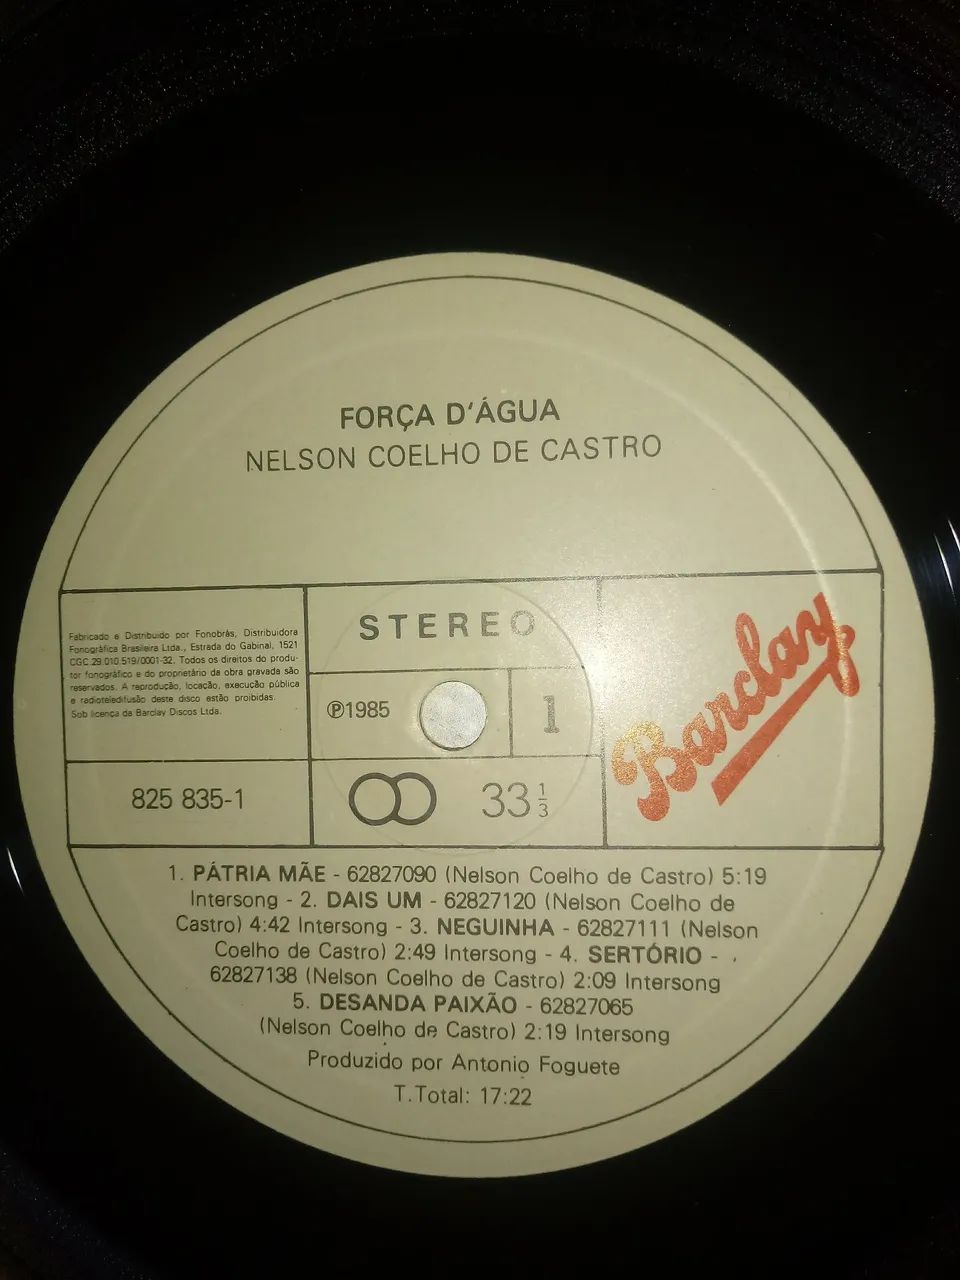 FORÇA D'ÁGUA
NELSON COELHO DE CASTRO
Fabricado e Distribuído por Fonobrás, Distribuidora
Fonográfica Brasileira Ltda., Estrada do Gabinal, 1521
CGC 29.010.519/0001-32. Todos os direitos do produ-
tor fonográfico e do proprietário da obra gravada são
reservados. A reprodução, locação, execução pública
e radioteledifusão deste disco estão proibidas.
Sob licença da Barclay Discos Ltda.
STEREO
℗1985
1
Barclay
825 835-1
33 1/3
1. PÁTRIA MÃE - 62827090 (Nelson Coelho de Castro) 5:19
Intersong - 2. DAIS UM - 62827120 (Nelson Coelho de
Castro) 4:42 Intersong - 3. NEGUINHA - 62827111 (Nelson
Coelho de Castro) 2:49 Intersong - 4. SERTÓRIO -
62827138 (Nelson Coelho de Castro) 2:09 Intersong
5. DESANDA PAIXÃO - 62827065
(Nelson Coelho de Castro) 2:19 Intersong
Produzido por Antonio Foguete
T.Total: 17:22